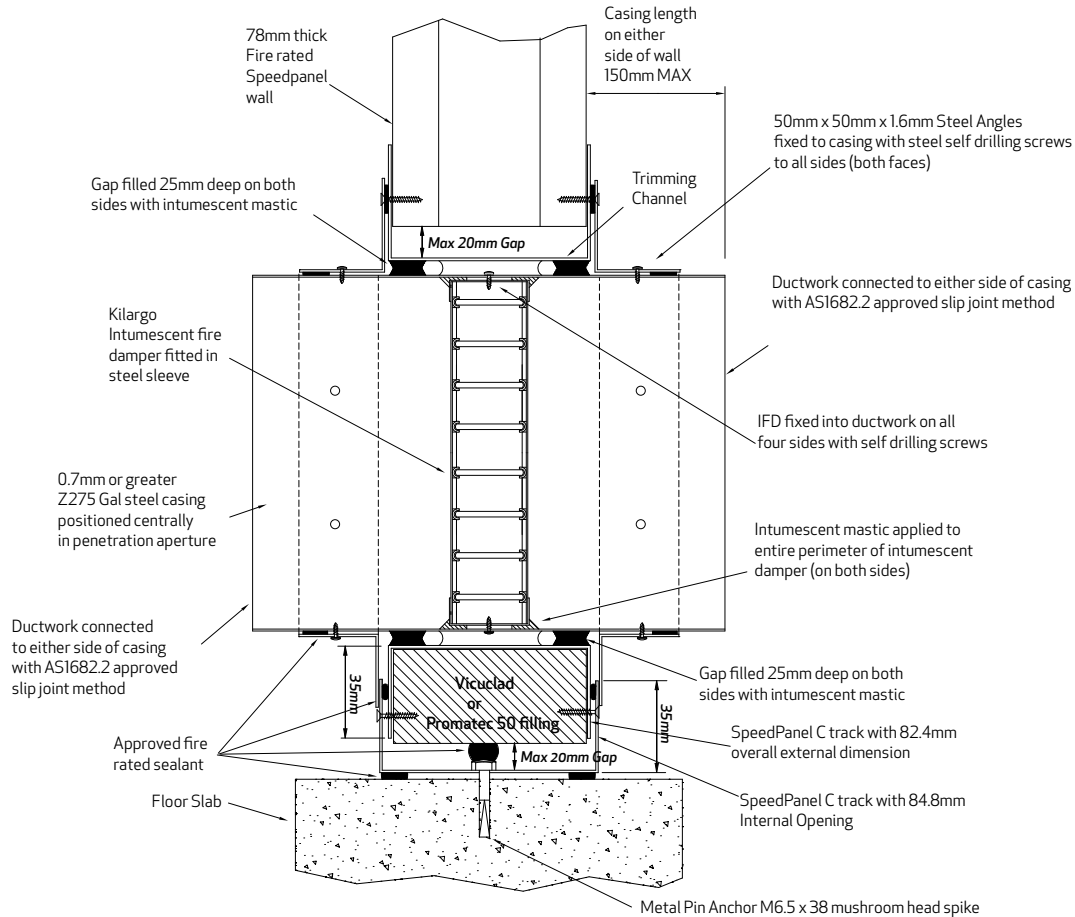 78mm thick
Fire rated
Speedpanel
wall
Casing length
on either
side of wall
150mm MAX
50mm x 50mm x 1.6mm Steel Angles
fixed to casing with steel self drilling screws
to all sides (both faces)
Gap filled 25mm deep on both
sides with intumescent mastic
Trimming
Channel
Max 20mm Gap
Ductwork connected to either side of casing
with AS1682.2 approved slip joint method
Kilargo
Intumescent fire
damper fitted in
steel sleeve
IFD fixed into ductwork on all
four sides with self drilling screws
0.7mm or greater
Z275 Gal steel casing
positioned centrally
in penetration aperture
Intumescent mastic applied to
entire perimeter of intumescent
damper (on both sides)
Ductwork connected
to either side of casing
with AS1682.2 approved
slip joint method
Gap filled 25mm deep on both
sides with intumescent mastic
35mm
Vicuclad
or
Promatec 50 filling
35mm
SpeedPanel C track with 82.4mm
overall external dimension
Approved fire
rated sealant
Max 20mm Gap
SpeedPanel C track with 84.8mm
Internal Opening
Floor Slab
Metal Pin Anchor M6.5 x 38 mushroom head spike